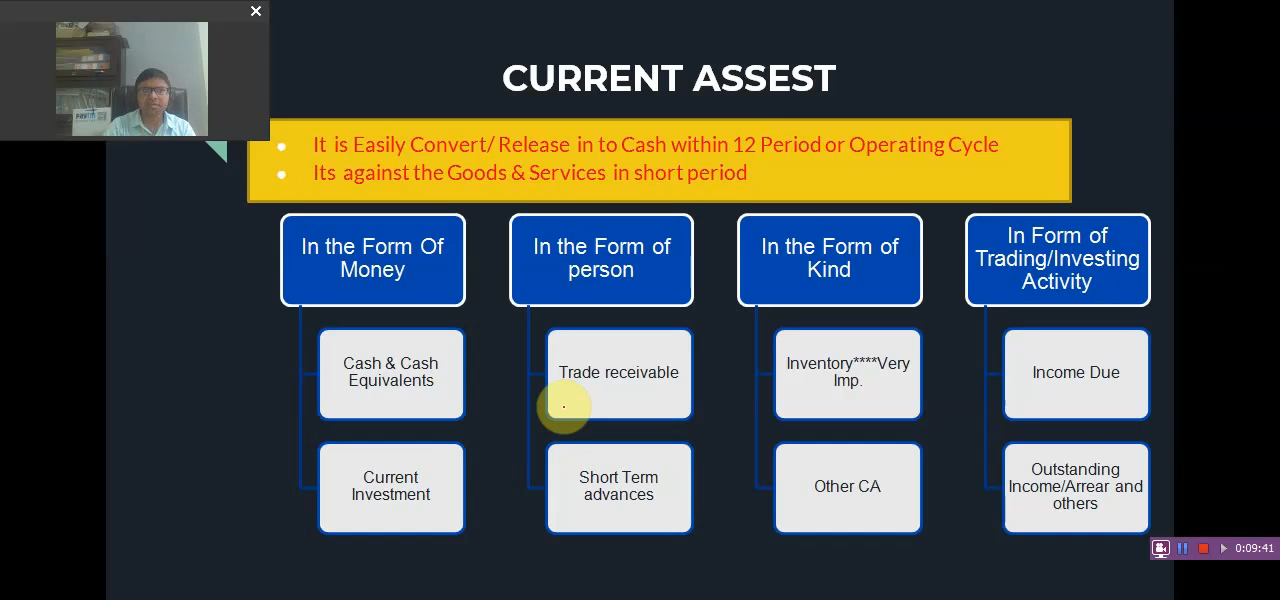 CURRENT ASSEST
It is Easily Convert/ Release in to Cash within 12 Period or Operating Cycle
Its against the Goods & Services in short period
In the Form Of
Money
Cash & Cash
Equivalents
Current
Investment
In the Form of
person
Trade receivable
Short Term
advances
In the Form of
Kind
Inventory****Very
Imp.
Other CA
In Form of
Trading/Investing
Activity
Income Due
Outstanding
Income/Arrear and
others
0:09:41